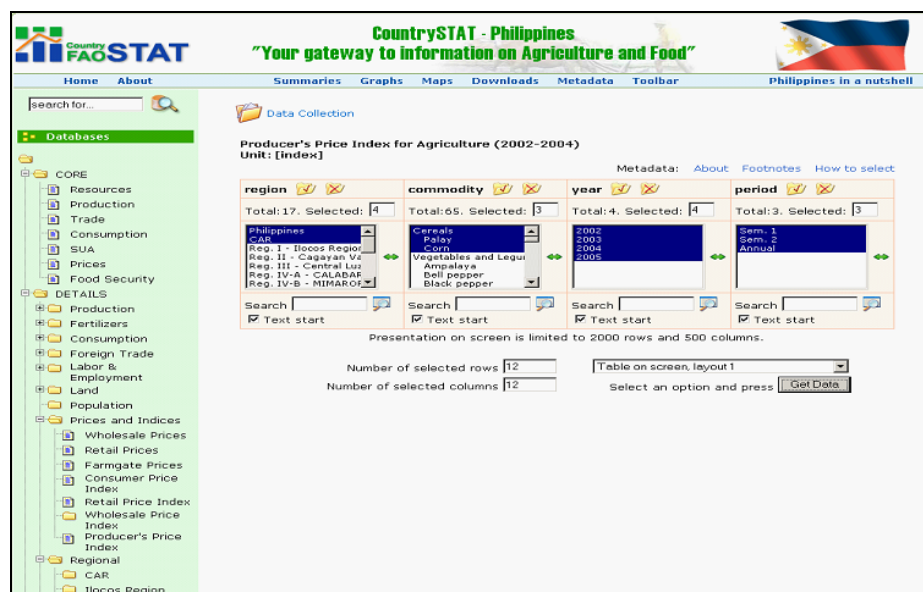 CountrySTAT - Philippines
"Your gateway to information on Agriculture and Food"
Country
FAOSTAT
Home About Summaries Graphs Maps Downloads Metadata Toolbar Philippines in a nutshell
search for...
Databases
CORE
Resources
Production
Trade
Consumption
SUA
Prices
Food Security
DETAILS
Production
Fertilizers
Consumption
Foreign Trade
Labor &
Employment
Land
Population
Prices and Indices
Wholesale Prices
Retail Prices
Farmgate Prices
Consumer Price
Index
Retail Price Index
Wholesale Price
Index
Producer's Price
Index
Regional
CAR
Ilocos Region
Data Collection
Producer's Price Index for Agriculture (2002-2004)
Unit: [index]
Metadata: About Footnotes How to select
region commodity year period
Total:17. Selected: 4 Total:65. Selected: 3 Total:4. Selected: 4 Total:3. Selected: 3
Philippines
CAR
Reg. I - Ilocos Region
Reg. II - Cagayan Va
Reg. III - Central Luz
Reg. IV-A - CALABAR
Reg. IV-B - MIMAROF
Cereals
Palay
Corn
Vegetables and Legur
Ampalaya
Bell pepper
Black pepper
2002
2003
2004
2005
Sem. 1
Sem. 2
Annual
Search Search Search Search
Text start Text start Text start Text start
Presentation on screen is limited to 2000 rows and 500 columns.
Number of selected rows 12 Table on screen, layout 1
Number of selected columns 12 Select an option and press Get Data